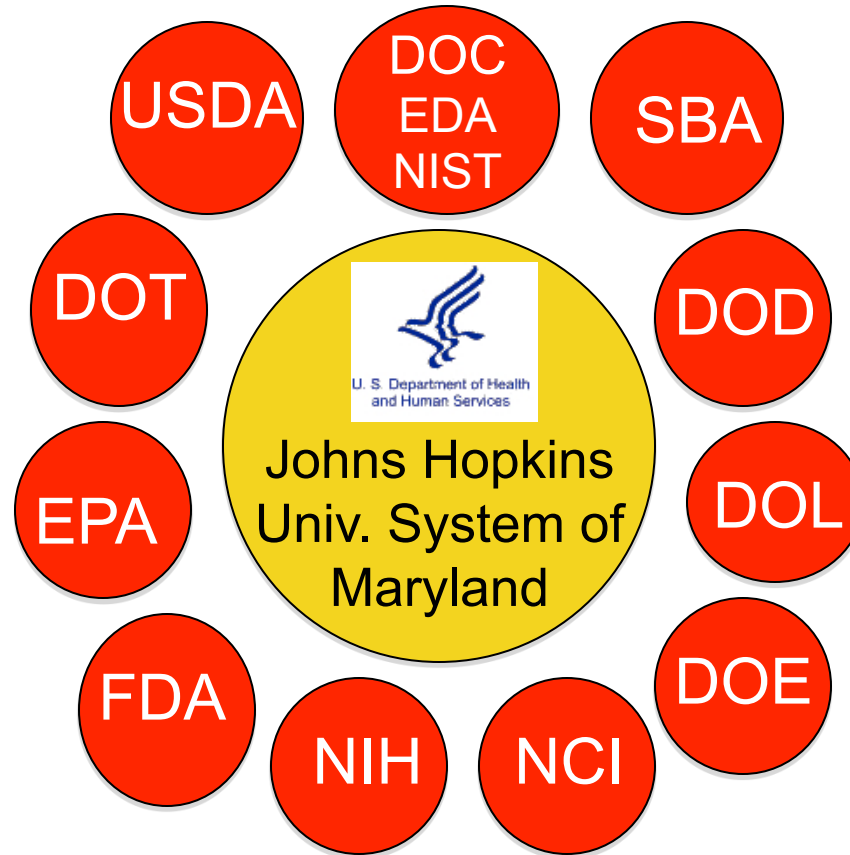 USDA
DOC
EDA
NIST
SBA
DOT
U. S. Department of Health
and Human Services
DOD
Johns Hopkins
Univ. System of
Maryland
EPA
DOL
FDA
DOE
NIH
NCI